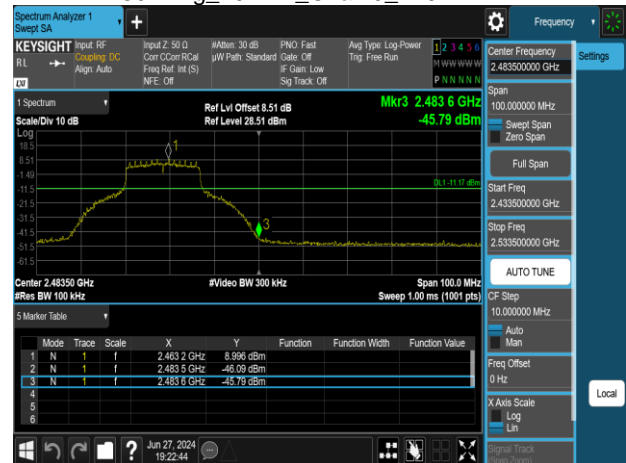 Spectrum Analyzer 1
Swept SA
Frequency
KEYSIGHT
RL
LXI
Input: RF
Coupling: DC
Align: Auto
Input Z: 50 Ω
Corr CCorr RCal
Freq Ref: Int (S)
NFE: Off
#Atten: 30 dB
µW Path: Standard
PNO: Fast
Gate: Off
IF Gain: Low
Sig Track: Off
Avg Type: Log-Power
Trig: Free Run
1 2 3 4 5 6
M W W W W W
P N N N N N
Center Frequency
2.483500000 GHz
Settings
Span
100.000000 MHz
Swept Span
Zero Span
Full Span
Start Freq
2.433500000 GHz
Stop Freq
2.533500000 GHz
AUTO TUNE
CF Step
10.000000 MHz
Auto
Man
Freq Offset
0 Hz
X Axis Scale
Log
Lin
Signal Track
(Span Zoom)
Local
1 Spectrum
Scale/Div 10 dB
Ref Lvl Offset 8.51 dB
Ref Level 28.51 dBm
Mkr3 2.483 6 GHz
-45.79 dBm
Log
18.5
8.51
-1.49
-11.5
-21.5
-31.5
-41.5
-51.5
-61.5
1
DL1 -11.17 dBm
3
Center 2.48350 GHz
#Res BW 100 kHz
#Video BW 300 kHz
Span 100.0 MHz
Sweep 1.00 ms (1001 pts)
5 Marker Table
Mode Trace Scale X Y Function Function Width Function Value
1 N 1 f 2.463 2 GHz 8.996 dBm
2 N 1 f 2.483 5 GHz -46.09 dBm
3 N 1 f 2.483 6 GHz -45.79 dBm
4
5
6
?
Jun 27, 2024
19:22:44